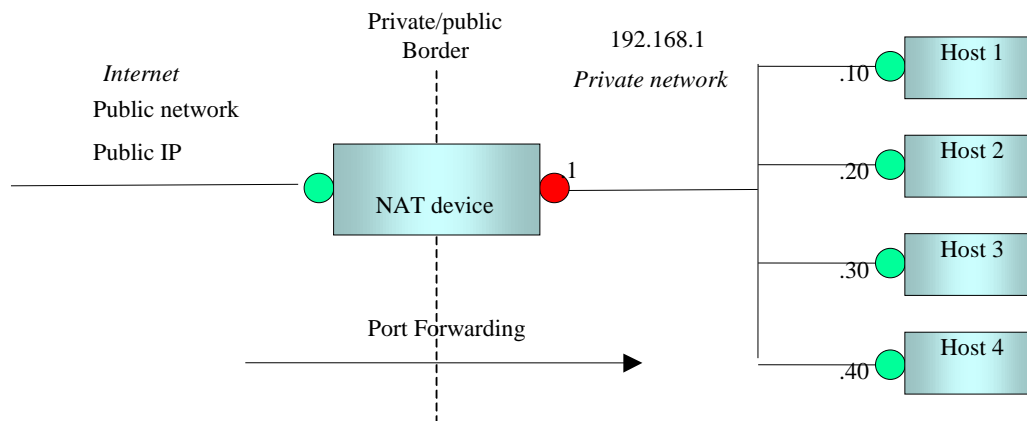 Private/public
Border
192.168.1
Private network
Internet
Public network
Public IP
NAT device
.1
.10
Host 1
.20
Host 2
.30
Host 3
.40
Host 4
Port Forwarding